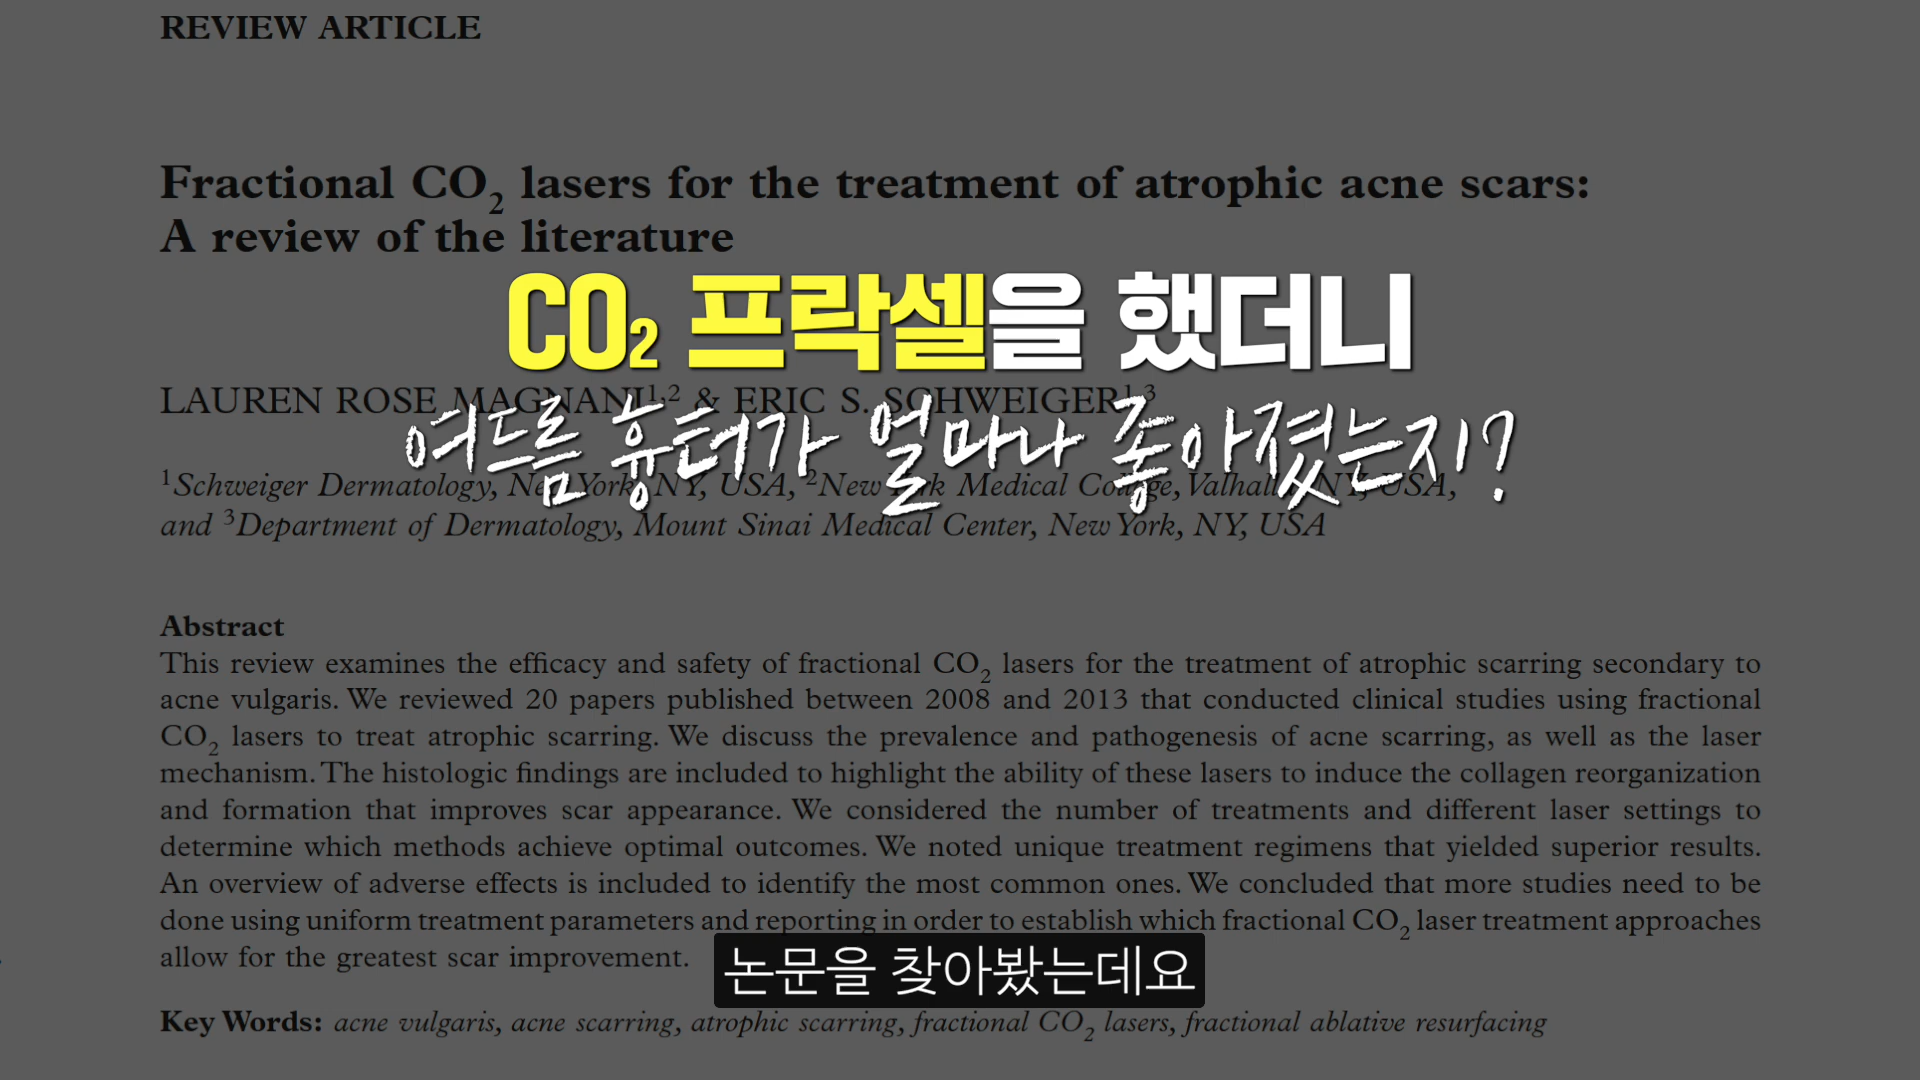 REVIEW ARTICLE
Fractional CO₂ lasers for the treatment of atrophic acne scars:
A review of the literature
CO₂ 프락셀을 했더니
LAUREN ROSE MAGNANI¹,² & ERIC S. SCHWEIGER¹,³
여드름 흉터가 얼마나 좋아졌는지?
¹Schweiger Dermatology, New York, NY, USA, ²New York Medical College, Valhalla, NY, USA,
and ³Department of Dermatology, Mount Sinai Medical Center, New York, NY, USA
Abstract
This review examines the efficacy and safety of fractional CO₂ lasers for the treatment of atrophic scarring secondary to
acne vulgaris. We reviewed 20 papers published between 2008 and 2013 that conducted clinical studies using fractional
CO₂ lasers to treat atrophic scarring. We discuss the prevalence and pathogenesis of acne scarring, as well as the laser
mechanism. The histologic findings are included to highlight the ability of these lasers to induce the collagen reorganization
and formation that improves scar appearance. We considered the number of treatments and different laser settings to
determine which methods achieve optimal outcomes. We noted unique treatment regimens that yielded superior results.
An overview of adverse effects is included to identify the most common ones. We concluded that more studies need to be
done using uniform treatment parameters and reporting in order to establish which fractional CO₂ laser treatment approaches
allow for the greatest scar improvement.
논문을 찾아봤는데요
Key Words: acne vulgaris, acne scarring, atrophic scarring, fractional CO₂ lasers, fractional ablative resurfacing